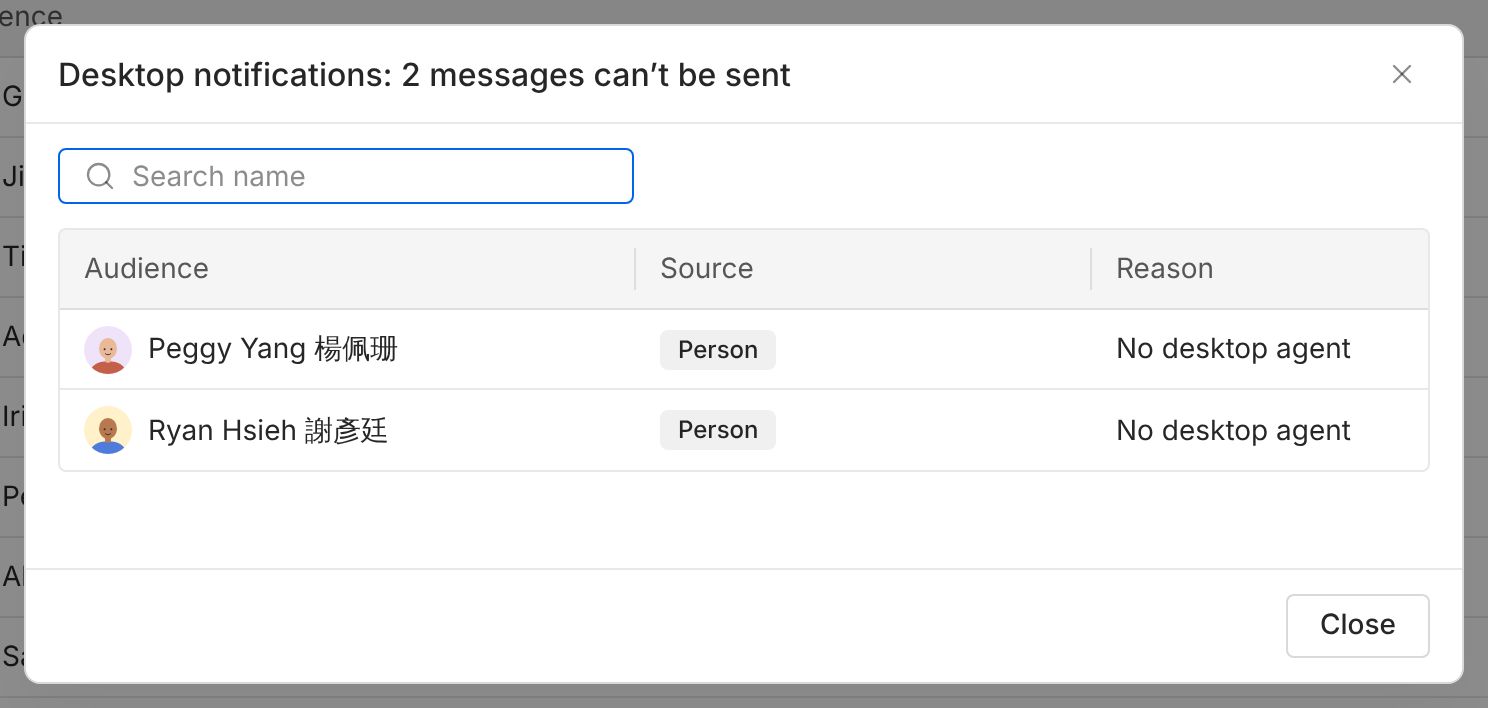 ence
Desktop notifications: 2 messages can’t be sent
Search name
Audience Source Reason
Peggy Yang 楊佩珊 Person No desktop agent
Ryan Hsieh 謝彥廷 Person No desktop agent
Close